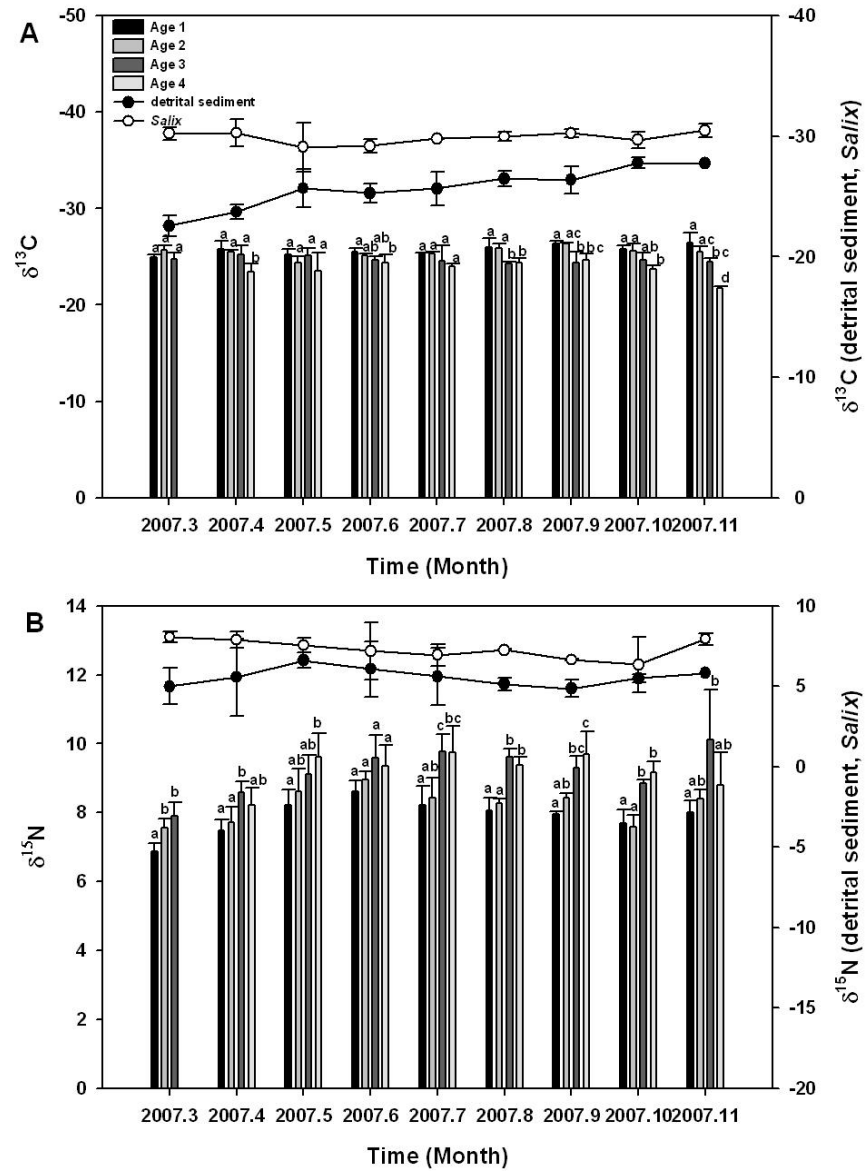 A
-50
-40
-30
-20
-10
0
δ13C
-40
-30
-20
-10
0
δ13C (detrital sediment, Salix)
Age 1
Age 2
Age 3
Age 4
detrital sediment
Salix
a a a
a a a b
a a a a
a ab ab b
a a a a
a a b b
a a ac bbc
a a ab b
a ac bc d
2007.3 2007.4 2007.5 2007.6 2007.7 2007.8 2007.9 2007.10 2007.11
Time (Month)
B
14
12
10
8
6
4
2
0
δ15N
10
5
0
-5
-10
-15
-20
δ15N (detrital sediment, Salix)
a b b
a a b ab
a ab ab b
a a a a
a ab c bc
a a b b
a ab bc c
a a b b
a ab b ab
2007.3 2007.4 2007.5 2007.6 2007.7 2007.8 2007.9 2007.10 2007.11
Time (Month)